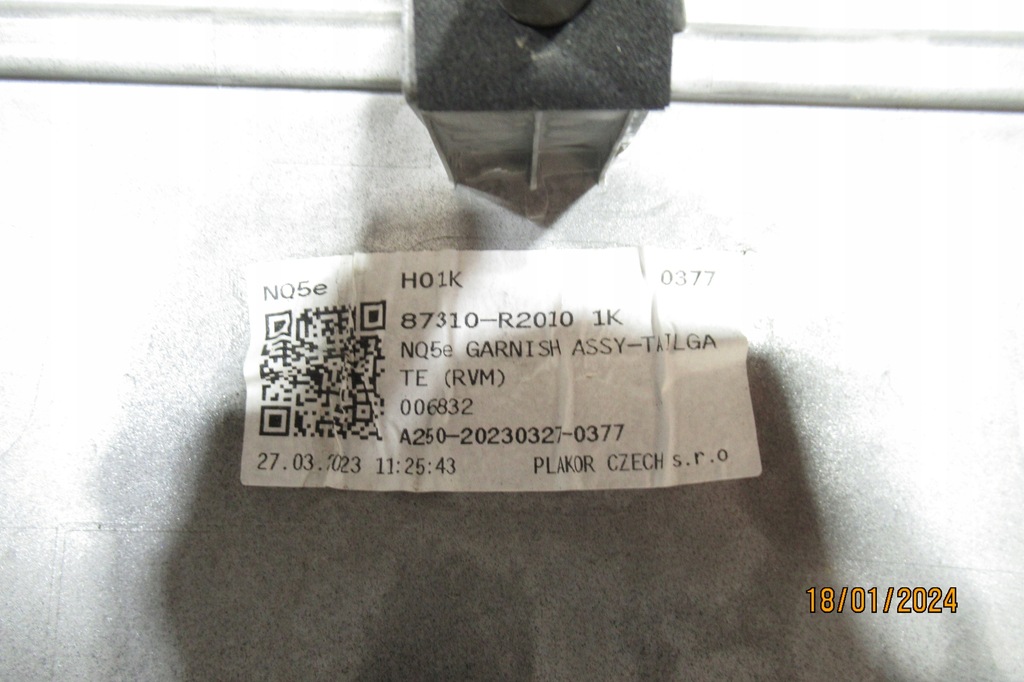 NQ5e H01K 0377
87310-R2010 1K
NQ5e GARNISH ASSY-TAILGA
TE (RVM)
006832
A250-20230327-0377
27.03.2023 11:25:43 PLAKOR CZECH s.r.o
18/01/2024